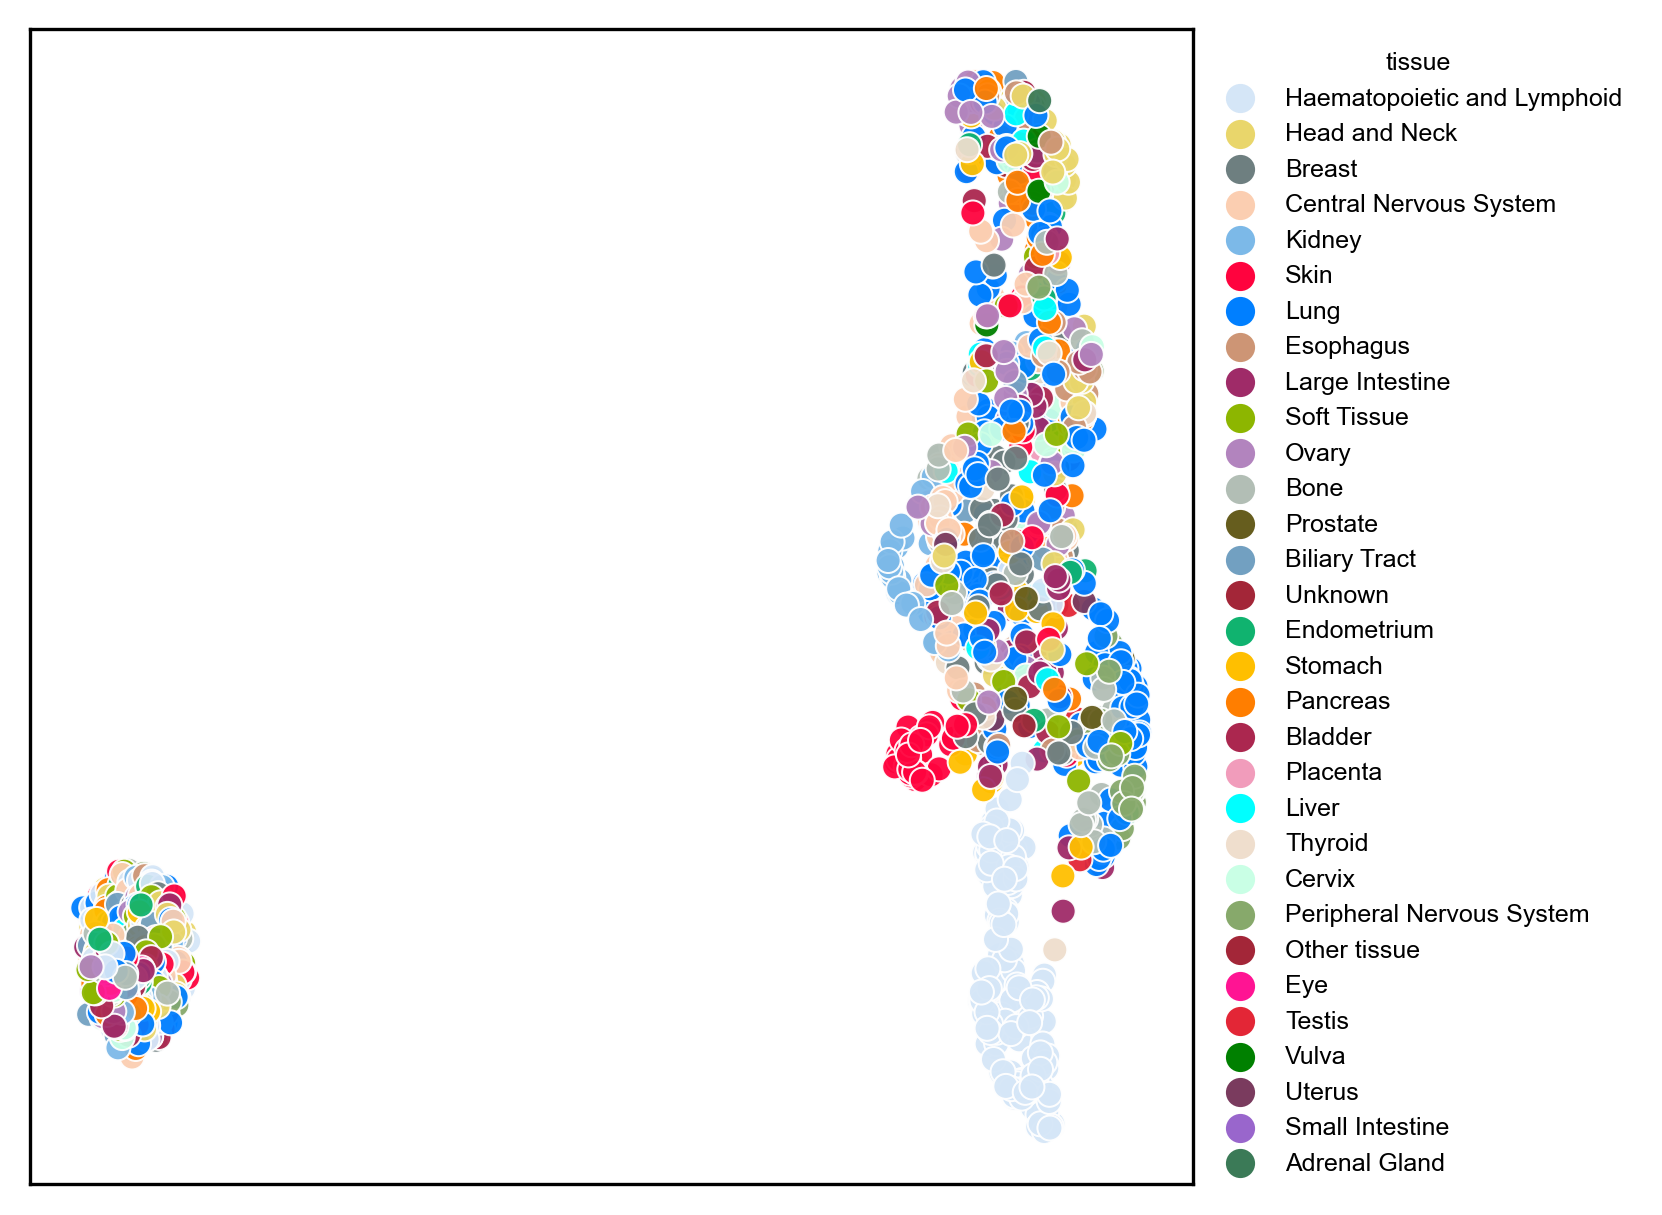 tissue
Haematopoietic and Lymphoid
Head and Neck
Breast
Central Nervous System
Kidney
Skin
Lung
Esophagus
Large Intestine
Soft Tissue
Ovary
Bone
Prostate
Biliary Tract
Unknown
Endometrium
Stomach
Pancreas
Bladder
Placenta
Liver
Thyroid
Cervix
Peripheral Nervous System
Other tissue
Eye
Testis
Vulva
Uterus
Small Intestine
Adrenal Gland